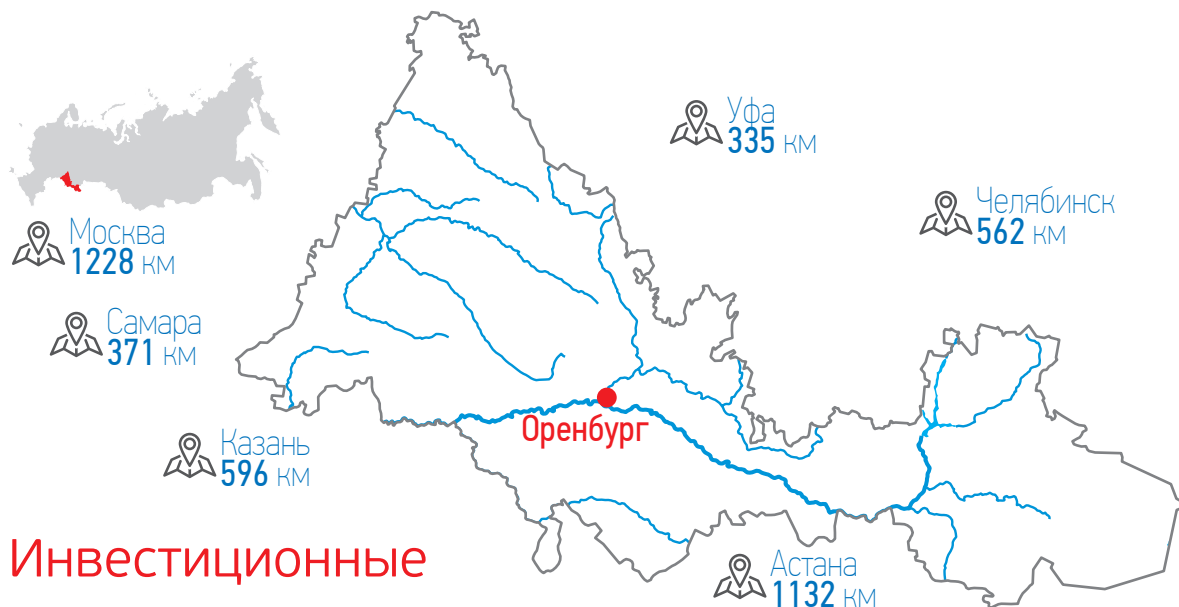 Уфа
335 км
Челябинск
562 км
Москва
1228 км
Самара
371 км
Оренбург
Казань
596 км
Инвестиционные
Астана
1132 км